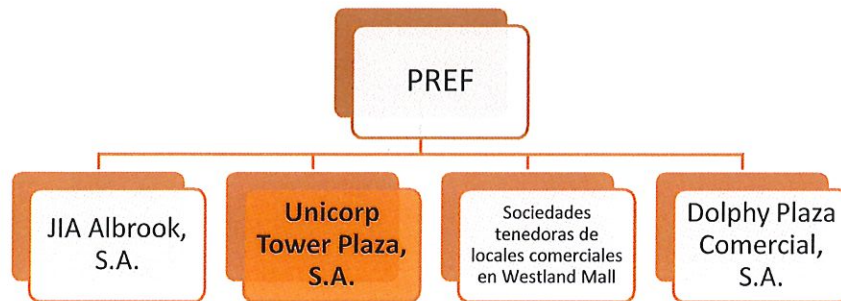 PREF
JIA Albrook,
S.A.
Unicorp
Tower Plaza,
S.A.
Sociedades
tenedoras de
locales comerciales
en Westland Mall
Dolphy Plaza
Comercial,
S.A.